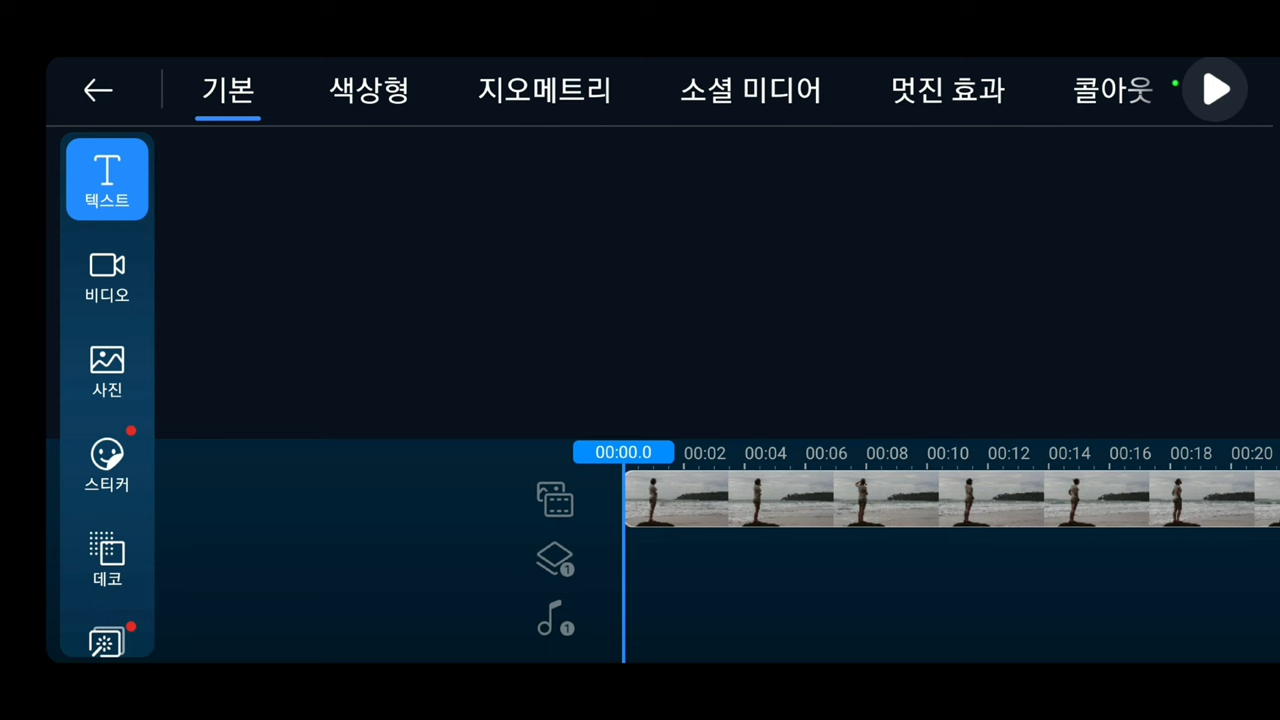 기본 색상형 지오메트리 소셜 미디어 멋진 효과 콜아웃
텍스트
비디오
사진
스티커
데코
00:00.0 00:02 00:04 00:06 00:08 00:10 00:12 00:14 00:16 00:18 00:20
1
1